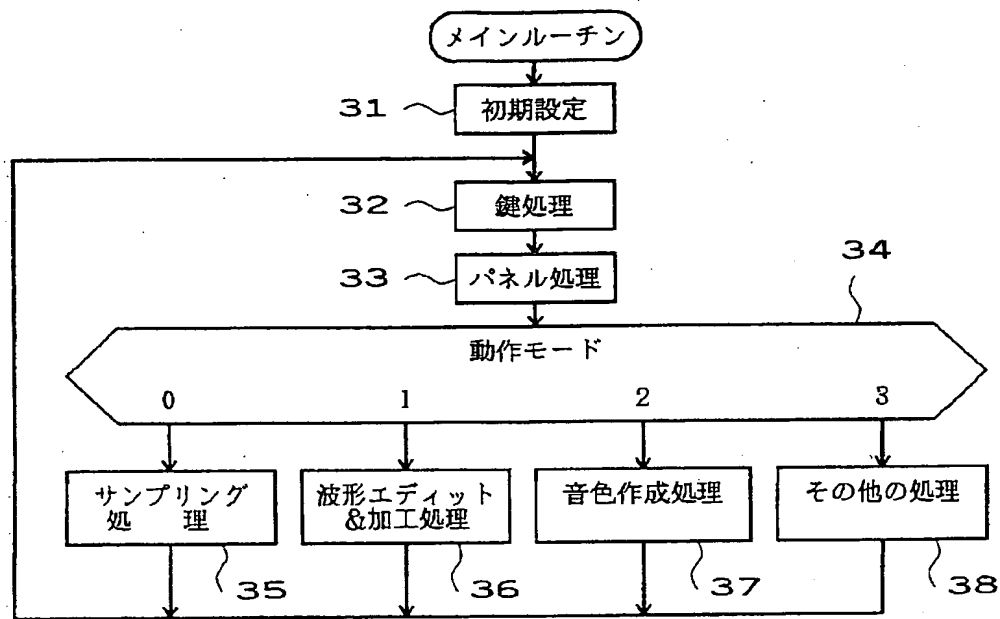 メインルーチン
31
初期設定
32
鍵処理
33
パネル処理
34
動作モード
0 1 2 3
サンプリング
処 理
35
波形エディット
&加工処理
36
音色作成処理
37
その他の処理
38